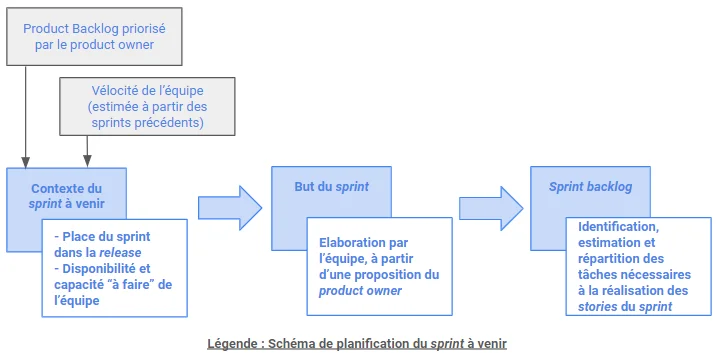 Product Backlog priorisé
par le product owner
Vélocité de l'équipe
(estimée à partir des
sprints précédents)
Contexte du
sprint à venir
- Place du sprint
dans la release
- Disponibilité et
capacité “à faire” de
l'équipe
But du sprint
Elaboration par
l'équipe, à partir
d'une proposition du
product owner
Sprint backlog
Identification,
estimation et
répartition des
tâches nécessaires
à la réalisation des
stories du sprint
Légende : Schéma de planification du sprint à venir